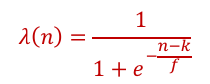 λ(n) = 1 / (1 + e^(-(n-k)/f))